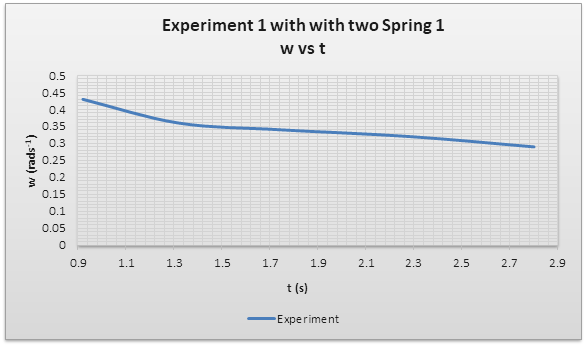 Experiment 1 with with two Spring 1
w vs t
0.5
0.45
0.4
0.35
0.3
0.25
0.2
0.15
0.1
0.05
0
w (rads⁻¹)
0.9 1.1 1.3 1.5 1.7 1.9 2.1 2.3 2.5 2.7 2.9
t (s)
Experiment